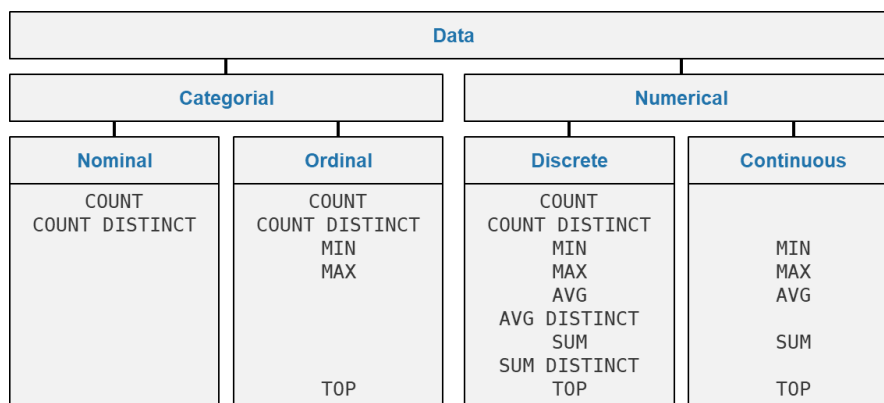 Data
Categorial
Numerical
Nominal
Ordinal
Discrete
Continuous
COUNT
COUNT DISTINCT
COUNT
COUNT DISTINCT
MIN
MAX
TOP
COUNT
COUNT DISTINCT
MIN
MAX
AVG
AVG DISTINCT
SUM
SUM DISTINCT
TOP
MIN
MAX
AVG
SUM
TOP